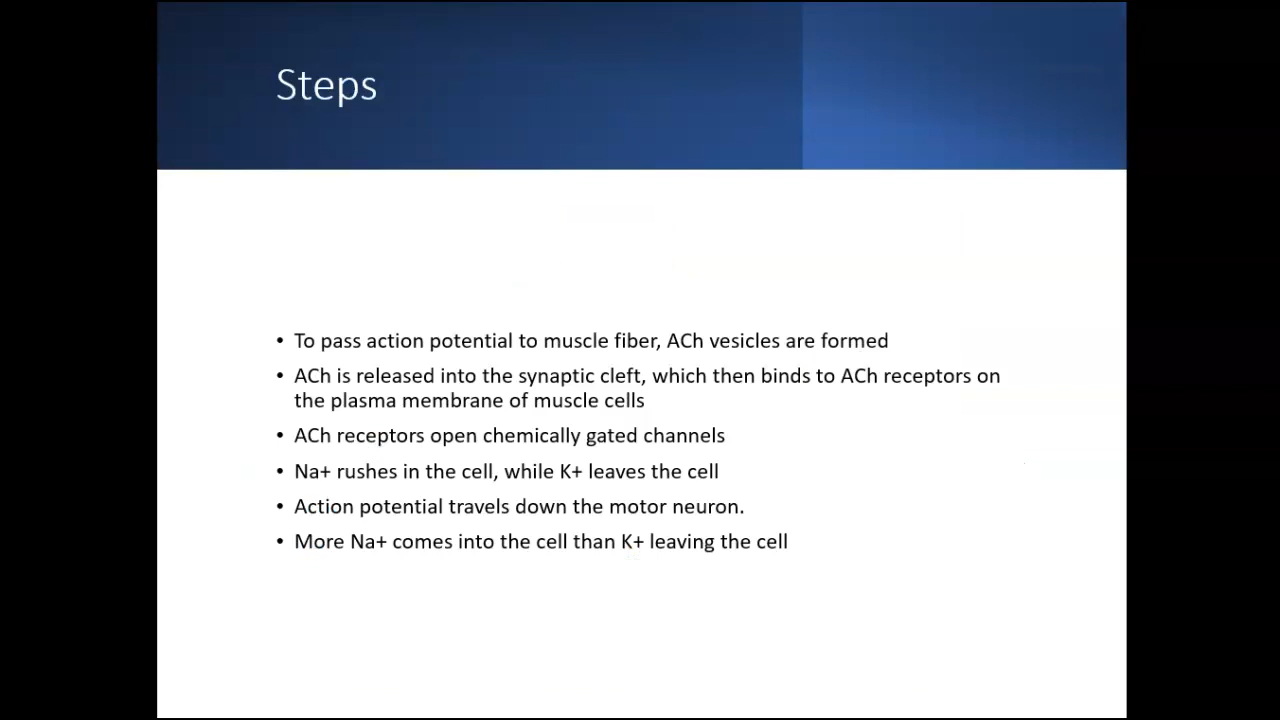 Steps
• To pass action potential to muscle fiber, ACh vesicles are formed
• ACh is released into the synaptic cleft, which then binds to ACh receptors on
the plasma membrane of muscle cells
• ACh receptors open chemically gated channels
• Na+ rushes in the cell, while K+ leaves the cell
• Action potential travels down the motor neuron.
• More Na+ comes into the cell than K+ leaving the cell